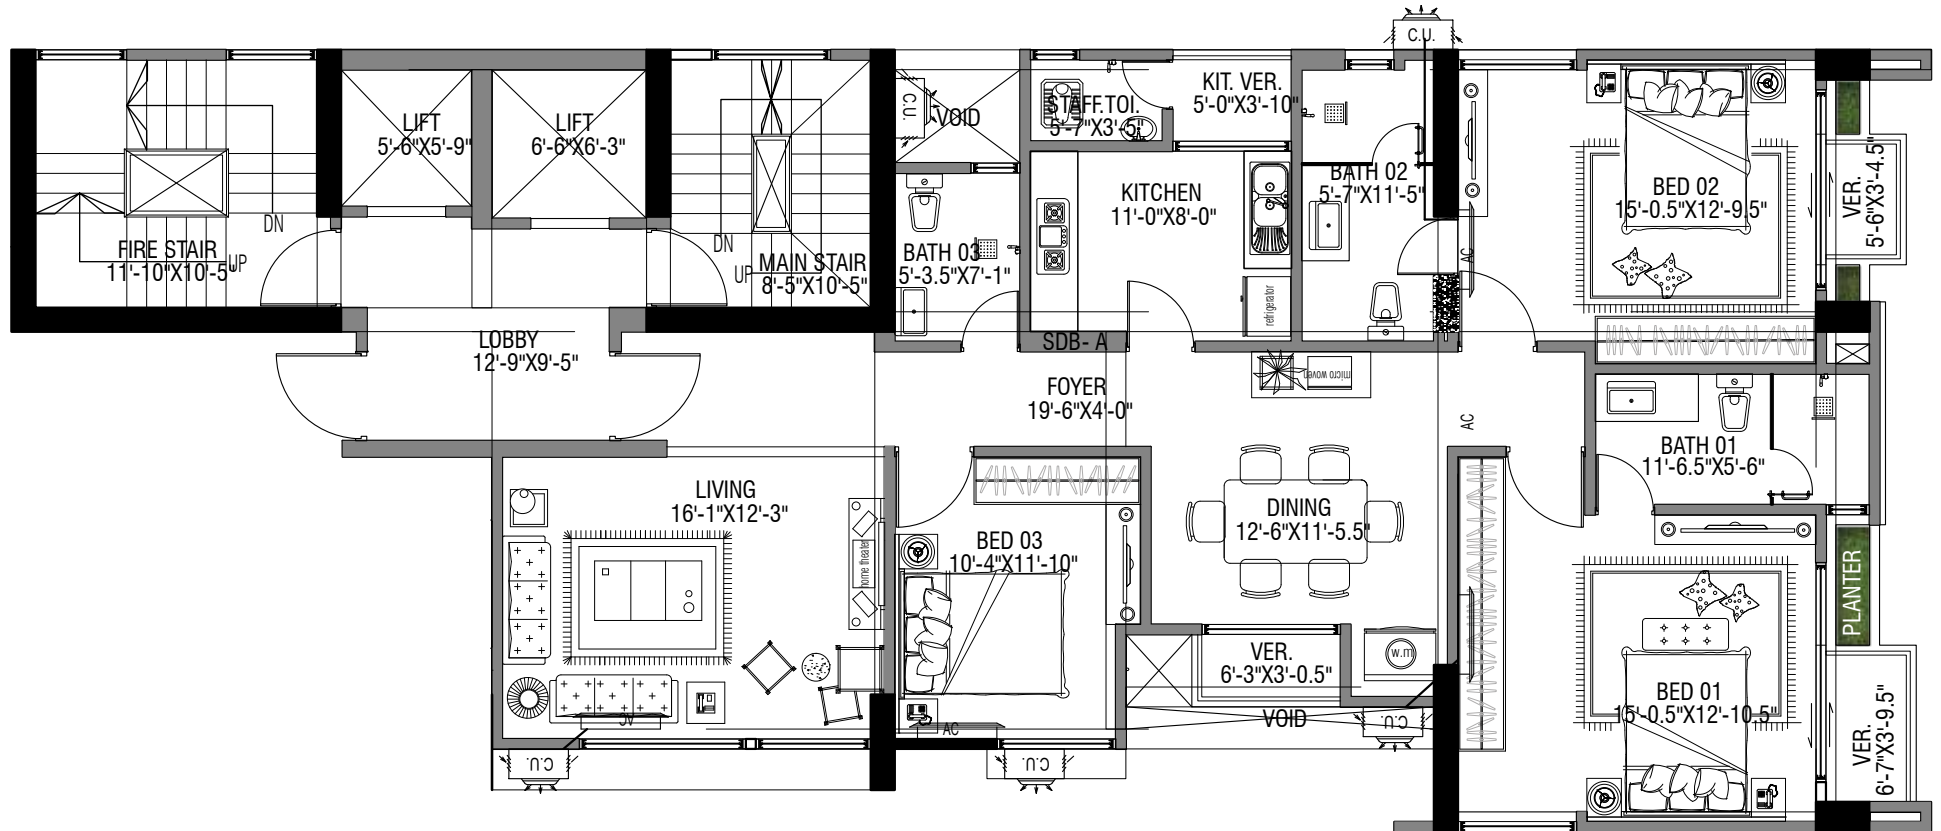 C.U.
LIFT
5'-6"X5'-9"
LIFT
6'-6"X6'-3"
C.U.
VOID
STAFF.TOI.
5'-7"X3'-5"
KIT. VER.
5'-0"X3'-10"
KITCHEN
11'-0"X8'-0"
BATH 02
5'-7"X11'-5"
BED 02
15'-0.5"X12'-9.5"
VER.
5'-6"X3'-4.5"
DN
FIRE STAIR
11'-10"X10'-5"
UP
DN
UP
MAIN STAIR
8'-5"X10'-5"
BATH 03
5'-3.5"X7'-1"
refrigerator
AC
LOBBY
12'-9"X9'-5"
SDB- A
FOYER
19'-6"X4'-0"
micro woven
AC
BATH 01
11'-6.5"X5'-6"
LIVING
16'-1"X12'-3"
home theater
BED 03
10'-4"X11'-10"
DINING
12'-6"X11'-5.5"
PLANTER
VER.
6'-3"X3'-0.5"
w.m
BED 01
15'-0.5"X12'-10.5"
VER.
6'-7"X3'-9.5"
AC
AC
VOID
C.U.
C.U.
C.U.